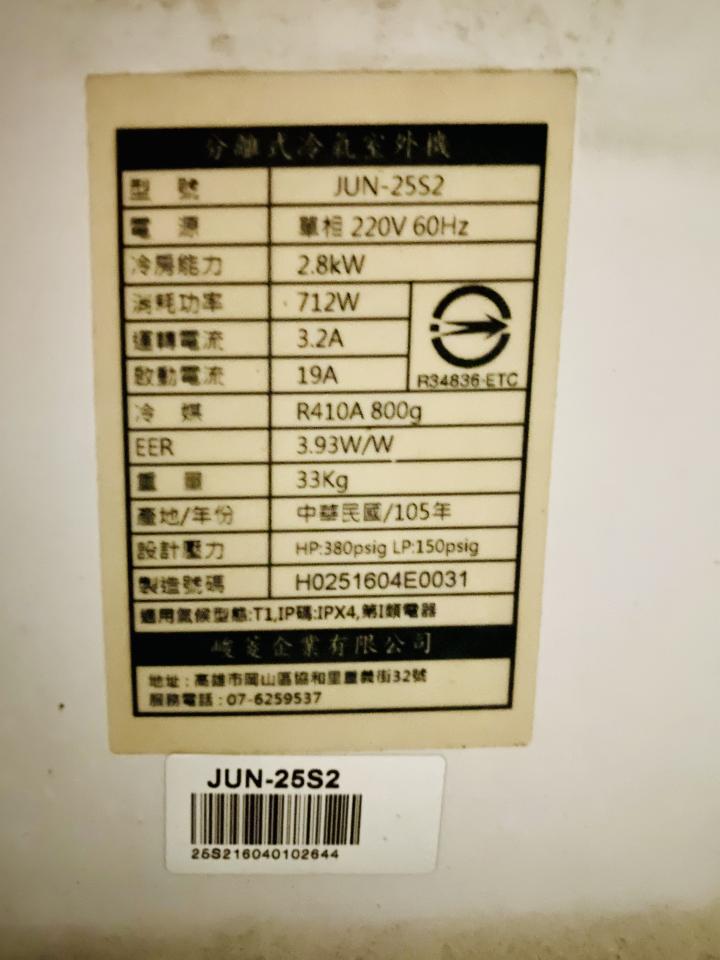 分離式冷氣室外機
型 號 JUN-25S2
電 源 單相 220V 60Hz
冷房能力 2.8kW
消耗功率 712W
運轉電流 3.2A
啟動電流 19A
R34836-ETC
冷 媒 R410A 800g
EER 3.93W/W
重 量 33Kg
產地/年份 中華民國/105年
設計壓力 HP:380psig LP:150psig
製造號碼 H0251604E0031
適用氣候型態:T1,IP碼:IPX4,第I類電器
峻菱企業有限公司
地址:高雄市岡山區協和里豊義街32號
服務電話:07-6259537
JUN-25S2
25S216040102644